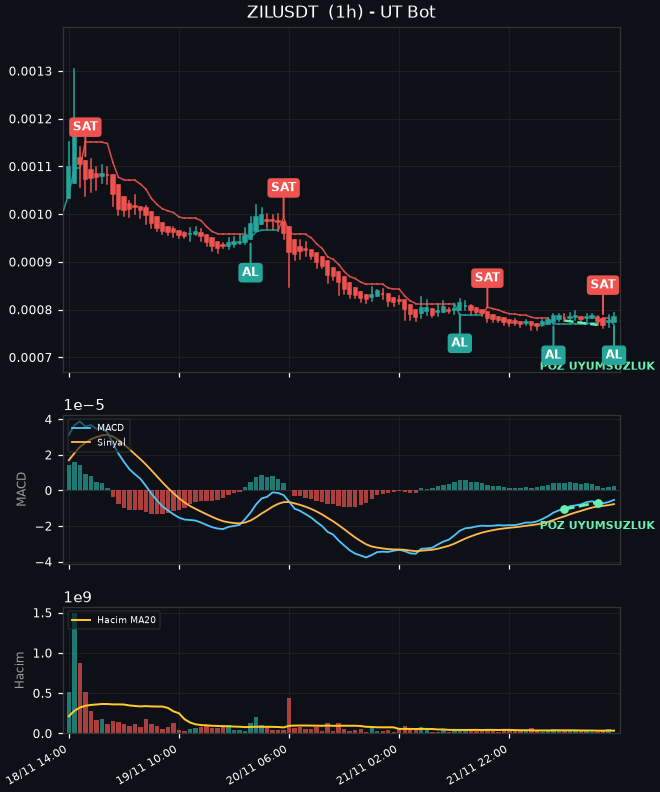 ZILUSDT (1h) - UT Bot
0.0013
0.0012
0.0011
0.0010
0.0009
0.0008
0.0007
SAT
SAT
AL
SAT
SAT
AL
AL
AL
POZ UYUMSUZLUK
1e−5
MACD
Sinyal
MACD
4
2
0
−2
−4
POZ UYUMSUZLUK
1e9
Hacim MA20
Hacim
1.5
1.0
0.5
0.0
18/11 14:00
19/11 10:00
20/11 06:00
21/11 02:00
21/11 22:00